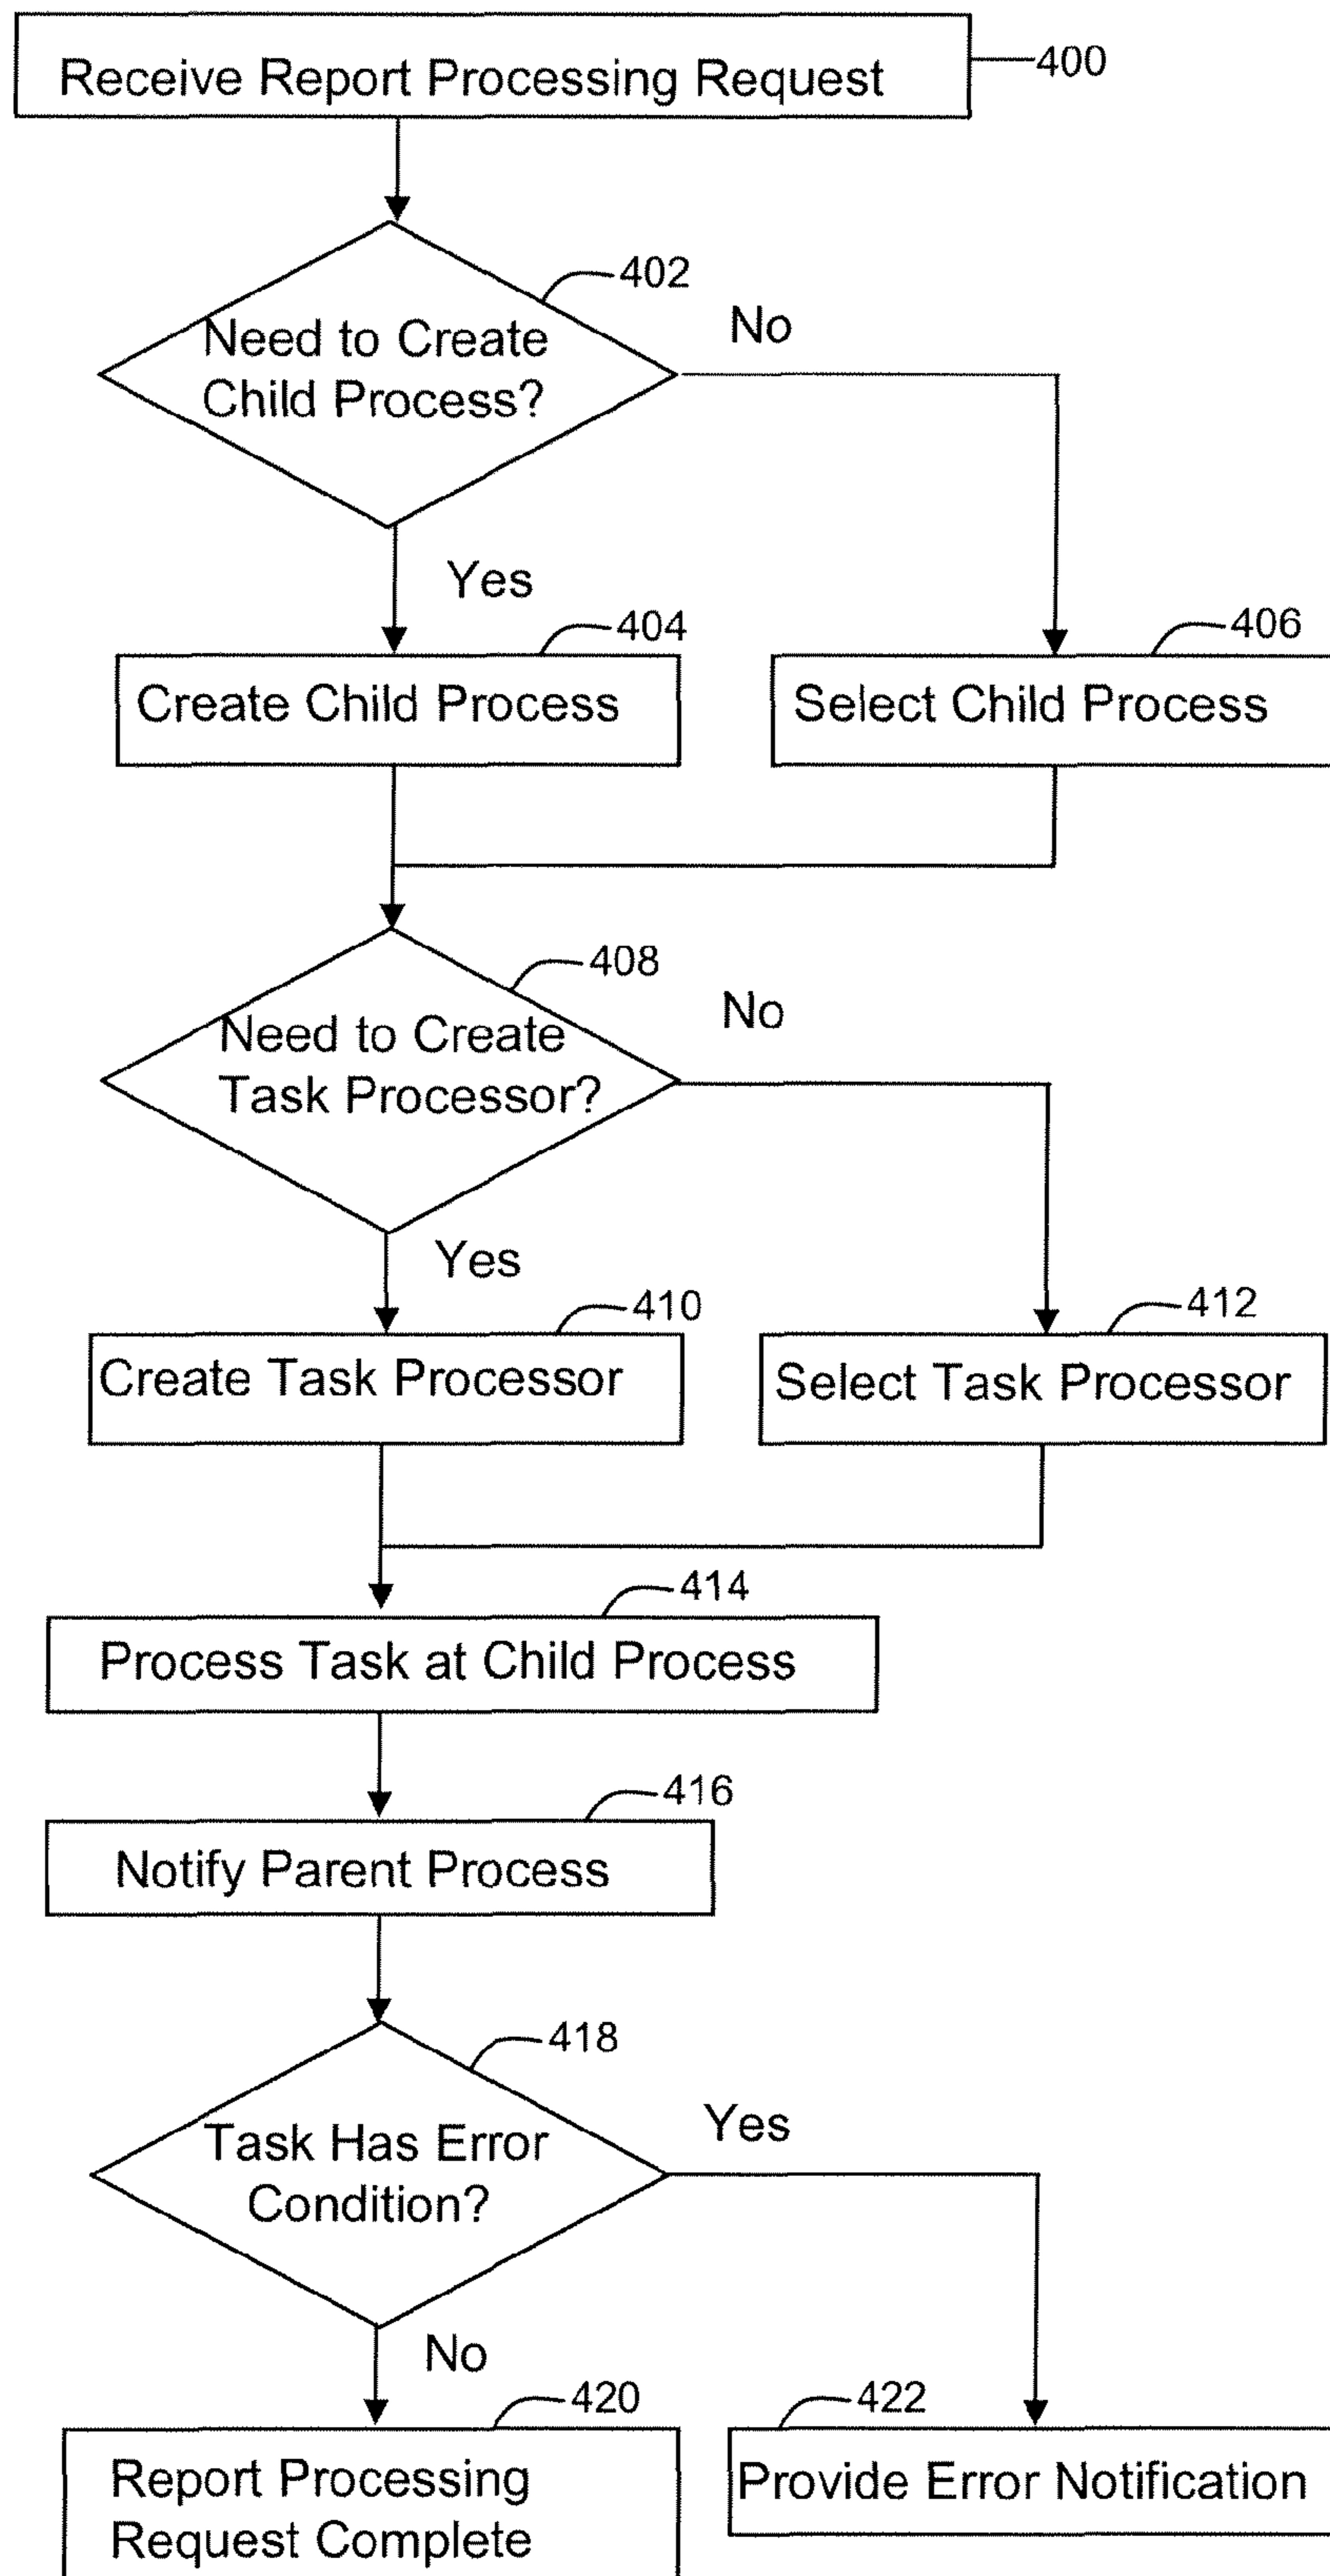 Receive Report Processing Request
400
402
Need to Create
Child Process?
No
Yes
404
Create Child Process
406
Select Child Process
408
Need to Create
Task Processor?
No
Yes
410
Create Task Processor
412
Select Task Processor
414
Process Task at Child Process
416
Notify Parent Process
418
Task Has Error
Condition?
Yes
No
420
Report Processing
Request Complete
422
Provide Error Notification